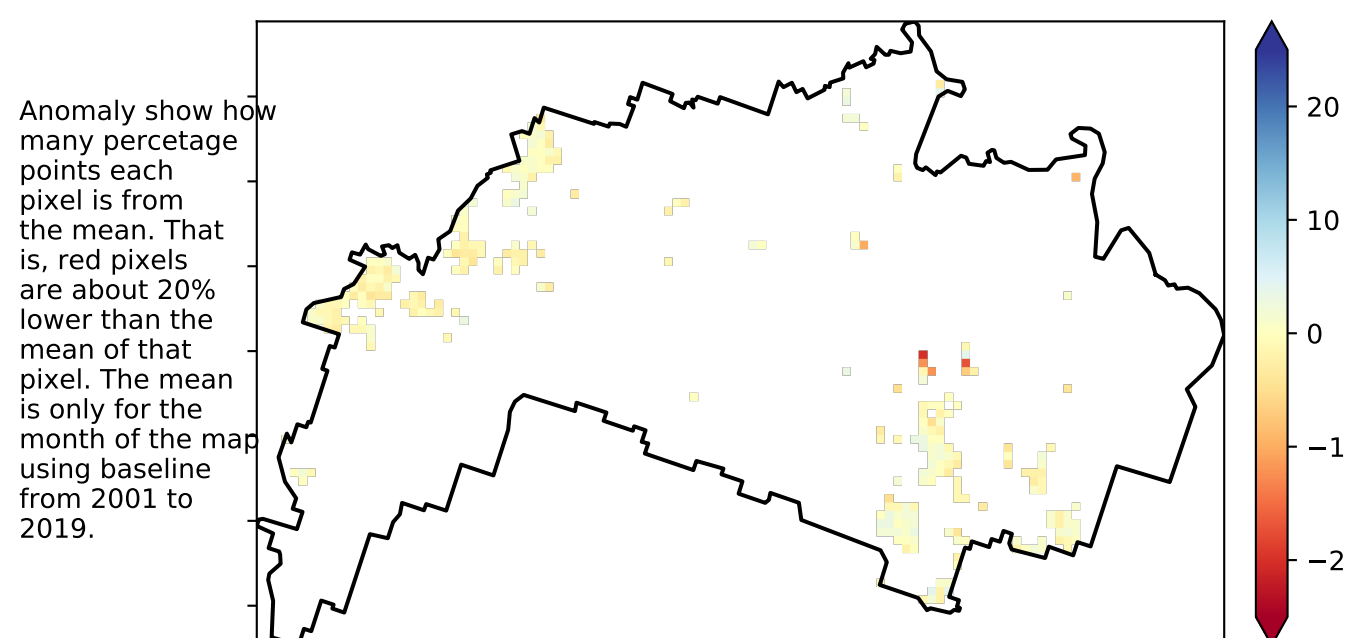 Anomaly show how
many percetage
points each
pixel is from
the mean. That
is, red pixels
are about 20%
lower than the
mean of that
pixel. The mean
is only for the
month of the map
using baseline
from 2001 to
2019.
20
10
0
−1
−2